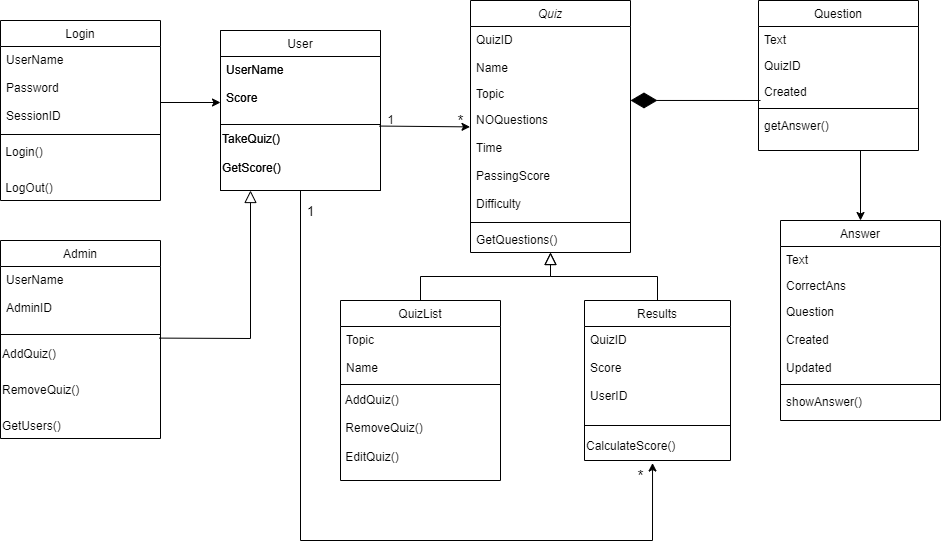 Login
UserName
Password
SessionID
Login()
LogOut()
User
UserName
Score
TakeQuiz()
GetScore()
1
*
1
Quiz
QuizID
Name
Topic
NOQuestions
Time
PassingScore
Difficulty
GetQuestions()
Question
Text
QuizID
Created
getAnswer()
Admin
UserName
AdminID
AddQuiz()
RemoveQuiz()
GetUsers()
QuizList
Topic
Name
AddQuiz()
RemoveQuiz()
EditQuiz()
Results
QuizID
Score
UserID
CalculateScore()
*
Answer
Text
CorrectAns
Question
Created
Updated
showAnswer()